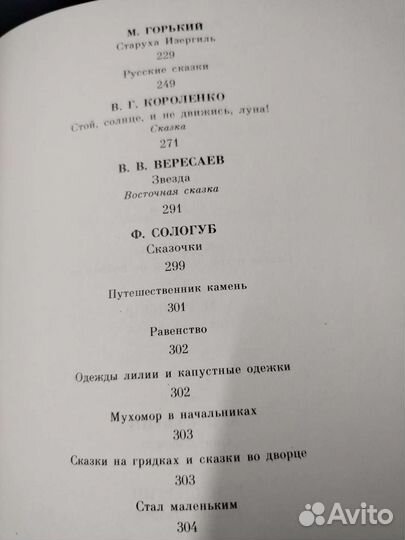 М. ГОРЬКИЙ
Старуха Изергиль
229
Русские сказки
249
В. Г. КОРОЛЕНКО
Стой, солнце, и не движись, луна!
Сказка
271
В. В. ВЕРЕСАЕВ
Звезда
Восточная сказка
291
Ф. СОЛОГУБ
Сказочки
299
Путешественник камень
301
Равенство
302
Одежды лилии и капустные одежки
302
Мухомор в начальниках
303
Сказки на грядках и сказки во дворце
303
Стал маленьким
304
Avito